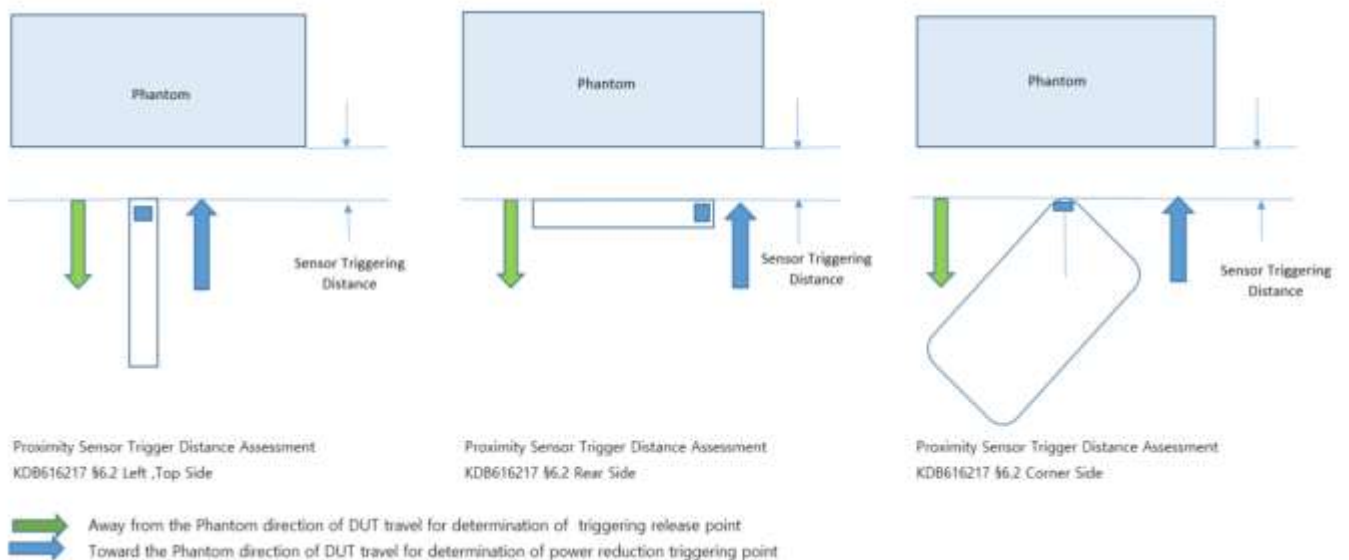 Phantom
Phantom
Phantom
Sensor Triggering
Distance
Sensor Triggering
Distance
Sensor Triggering
Distance
Proximity Sensor Trigger Distance Assessment
KDB616217 §6.2 Left ,Top Side
Proximity Sensor Trigger Distance Assessment
KDB616217 §6.2 Rear Side
Proximity Sensor Trigger Distance Assessment
KDB616217 §6.2 Corner Side
Away from the Phantom direction of DUT travel for determination of triggering release point
Toward the Phantom direction of DUT travel for determination of power reduction triggering point